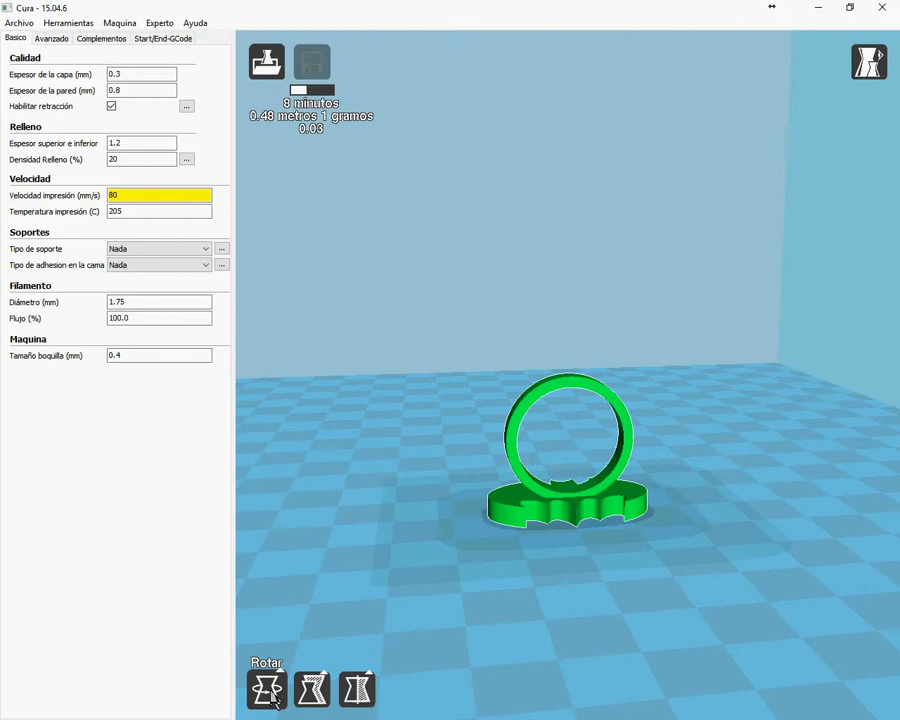 Cura - 15.04.6
Archivo Herramientas Maquina Experto Ayuda
Basico Avanzado Complementos Start/End-GCode
Calidad
Espesor de la capa (mm) 0.3
Espesor de la pared (mm) 0.8
Habilitar retracción ...
Relleno
Espesor superior e inferior 1.2
Densidad Relleno (%) 20 ...
Velocidad
Velocidad impresión (mm/s) 80
Temperatura impresión (C) 205
Soportes
Tipo de soporte Nada ...
Tipo de adhesion en la cama Nada ...
Filamento
Diámetro (mm) 1.75
Flujo (%) 100.0
Maquina
Tamaño boquilla (mm) 0.4
8 minutos
0.48 metros 1 gramos
0.03
Rotar